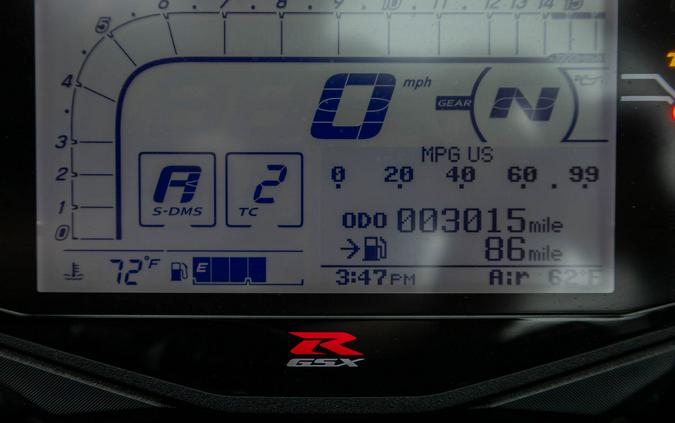 6 7 8 9 10 11 12 13 14 15
5
4
3
2
1
0
0 mph
GEAR N
MPG US
0 20 40 60 . 99
A
S-DMS
TC 2
ODO 003015 mile
86 mile
72°F
E
3:47 PM Air 62°F
R
GSX